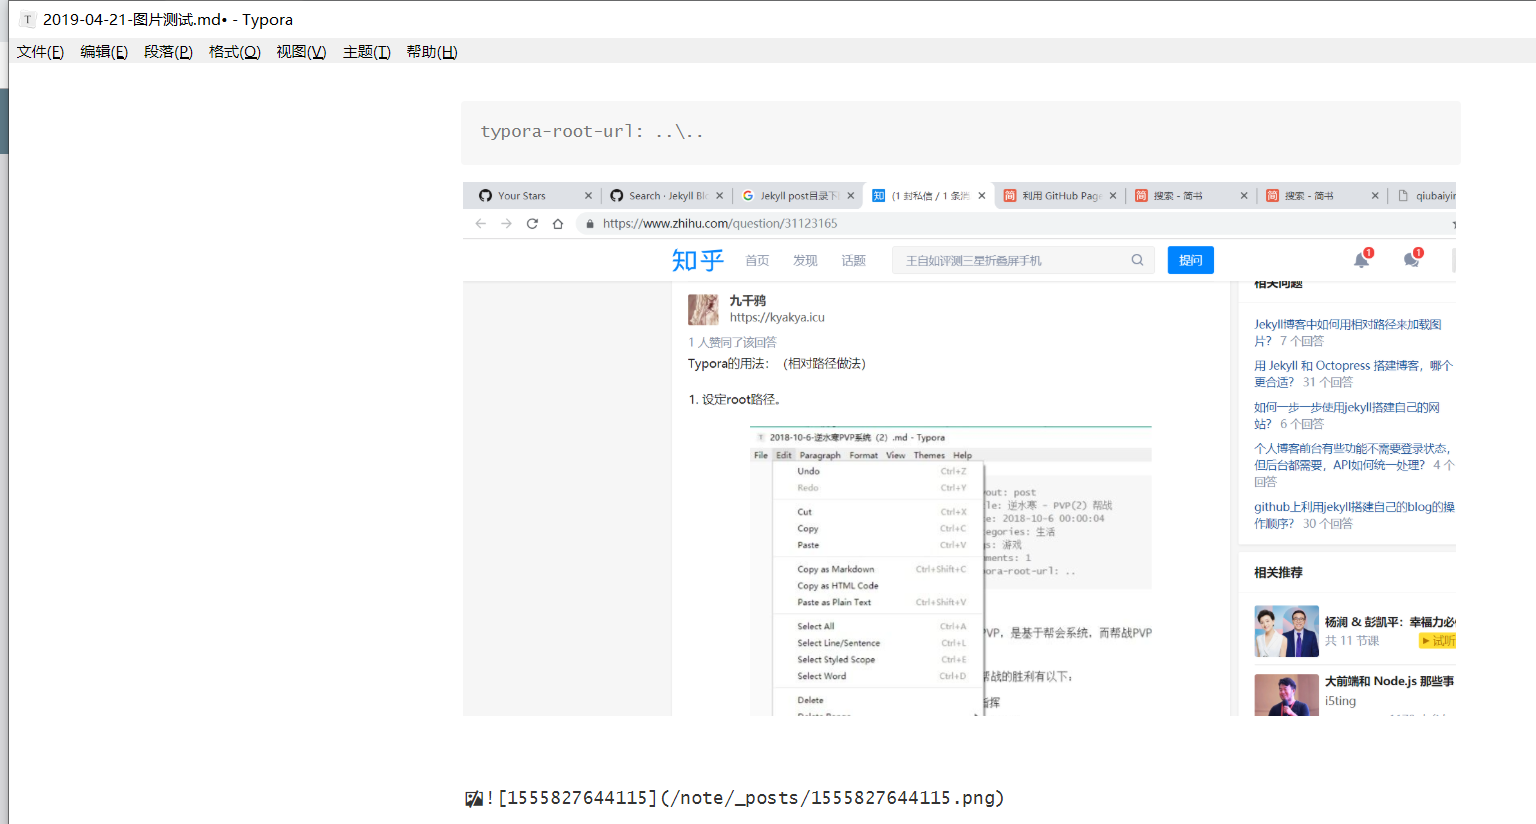 2019-04-21-图片测试.md• - Typora
文件(F) 编辑(E) 段落(P) 格式(O) 视图(V) 主题(T) 帮助(H)
typora-root-url: ..\..
Your Stars
Search · Jekyll Blo
Jekyll post目录下
(1 封私信 / 1 条消
利用 GitHub Page
搜索 - 简书
搜索 - 简书
qiubaiyin
https://www.zhihu.com/question/31123165
知乎 首页 发现 话题 王自如评测三星折叠屏手机 提问 1 1
九千鸦
https://kyakya.icu
1 人赞同了该回答
Typora的用法：（相对路径做法）
1. 设定root路径。
2018-10-6-逆水寒PVP系统（2）.md - Typora
File Edit Paragraph Format View Themes Help
Undo Ctrl+Z
Redo Ctrl+Y
Cut Ctrl+X
Copy Ctrl+C
Paste Ctrl+V
Copy as Markdown Ctrl+Shift+C
Copy as HTML Code
Paste as Plain Text Ctrl+Shift+V
Select All Ctrl+A
Select Line/Sentence Ctrl+L
Select Styled Scope Ctrl+E
Select Word Ctrl+D
Delete
out: post
le: 逆水寒 - PVP(2) 帮战
e: 2018-10-6 00:00:04
egories: 生活
s: 游戏
ments: 1
ora-root-url: ..
PVP，是基于帮会系统，而帮战PVP
帮战的胜利有以下：
指挥
相关问题
Jekyll博客中如何用相对路径来加载图
片？ 7 个回答
用 Jekyll 和 Octopress 搭建博客，哪个
更合适？ 31 个回答
如何一步一步使用jekyll搭建自己的网
站？ 6 个回答
个人博客前台有些功能不需要登录状态，
但后台都需要，API如何统一处理？ 4 个
回答
github上利用jekyll搭建自己的blog的操
作顺序？ 30 个回答
相关推荐
杨澜 & 彭凯平：幸福力必
共 11 节课 试听
大前端和 Node.js 那些事
i5ting
![1555827644115](/note/_posts/1555827644115.png)